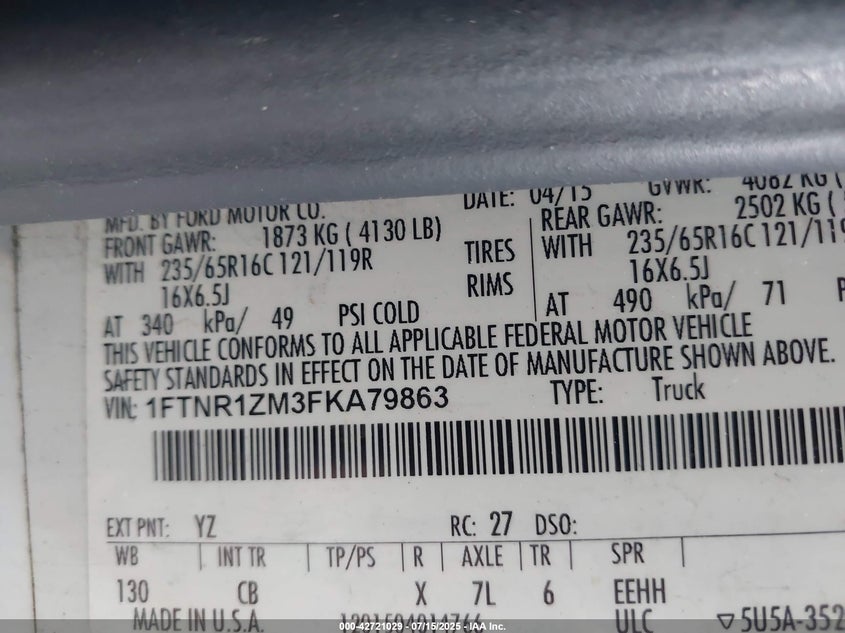 MFD. BY FORD MOTOR CO. DATE: 04/15 GVWR: 4082 KG (
FRONT GAWR: 1873 KG ( 4130 LB) REAR GAWR: 2502 KG (
WITH 235/65R16C 121/119R TIRES WITH 235/65R16C 121/119
16X6.5J RIMS 16X6.5J
AT 340 kPa/ 49 PSI COLD AT 490 kPa/ 71 P
THIS VEHICLE CONFORMS TO ALL APPLICABLE FEDERAL MOTOR VEHICLE
SAFETY STANDARDS IN EFFECT ON THE DATE OF MANUFACTURE SHOWN ABOVE.
VIN: 1FTNR1ZM3FKA79863 TYPE: Truck
EXT PNT: YZ RC: 27 DSO:
WB INT TR TP/PS R AXLE TR SPR
130 CB X 7L 6 EEHH
MADE IN U.S.A. ULC ▽5U5A-352
000-42721029 - 07/15/2025 - IAAI.com